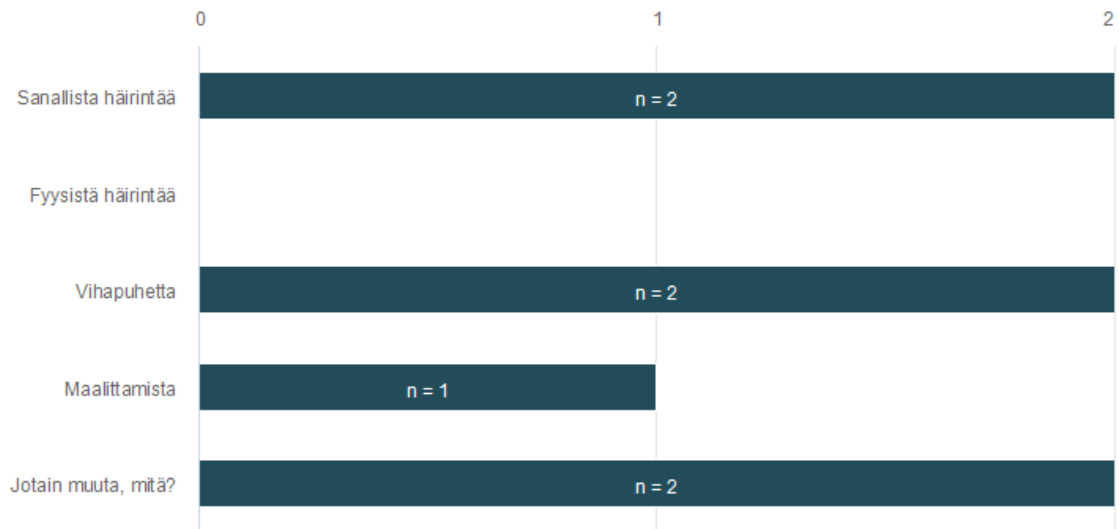 0 1 2
Sanallista häirintää n = 2
Fyysistä häirintää
Vihapuhetta n = 2
Maalittamista n = 1
Jotain muuta, mitä? n = 2